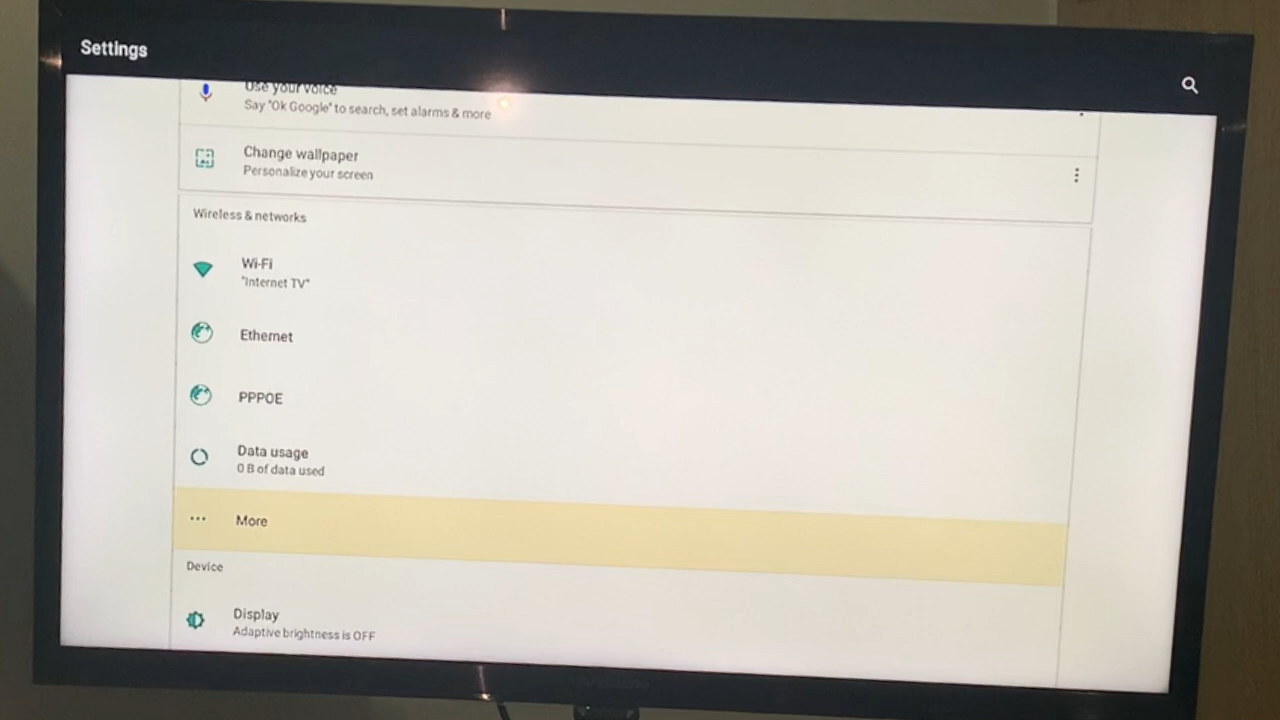 Settings
Use your voice
Say "Ok Google" to search, set alarms & more
Change wallpaper
Personalize your screen
Wireless & networks
Wi-Fi
"Internet TV"
Ethernet
PPPOE
Data usage
0 B of data used
More
Device
Display
Adaptive brightness is OFF